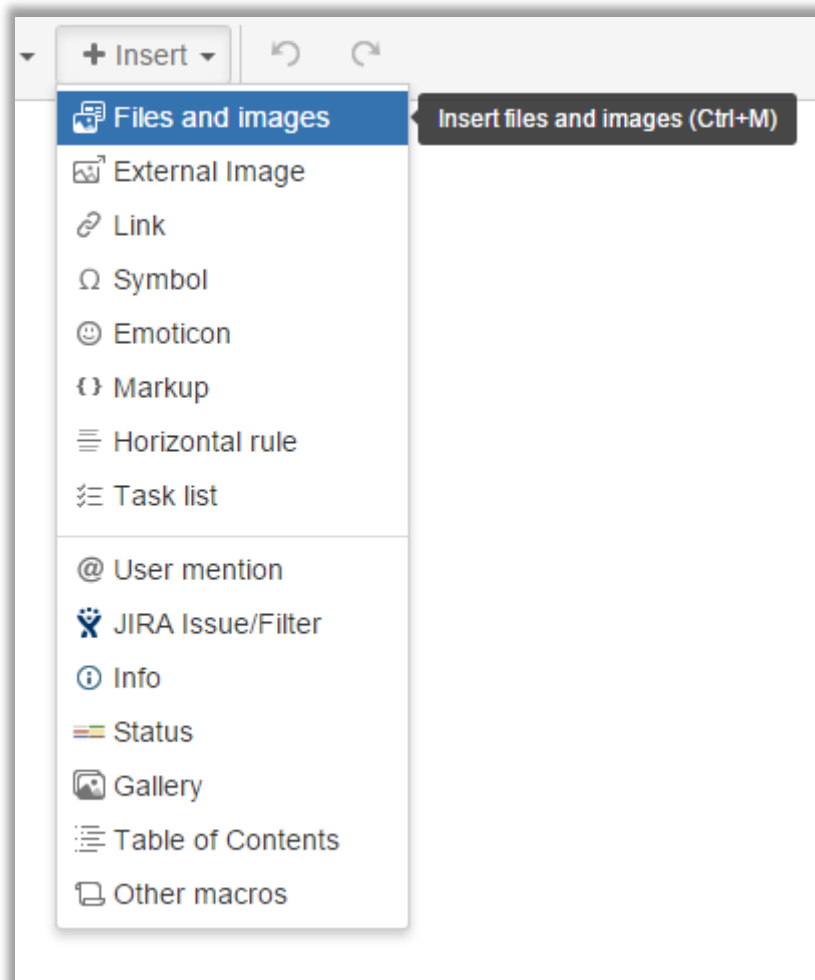 Insert
Files and images
Insert files and images (Ctrl+M)
External Image
Link
Symbol
Emoticon
Markup
Horizontal rule
Task list
User mention
JIRA Issue/Filter
Info
Status
Gallery
Table of Contents
Other macros